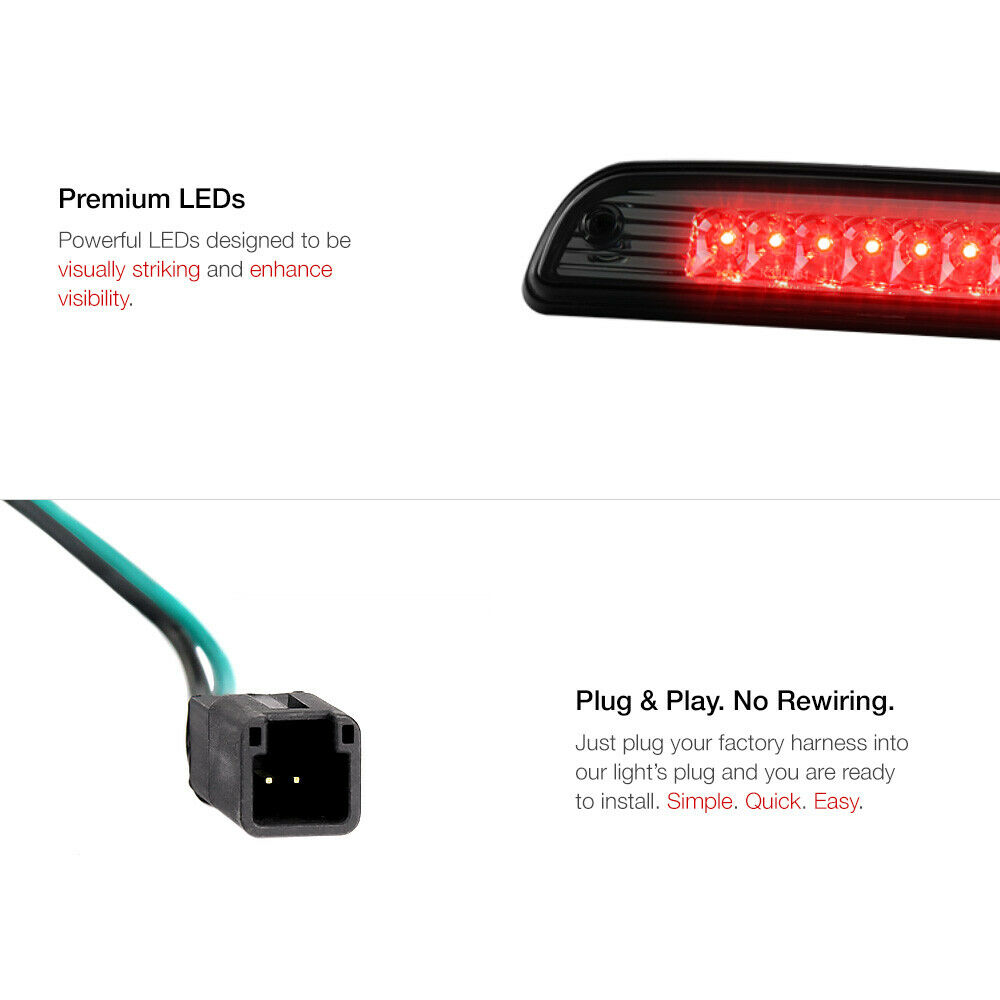 Premium LEDs
Powerful LEDs designed to be
visually striking and enhance
visibility.
Plug & Play. No Rewiring.
Just plug your factory harness into
our light's plug and you are ready
to install. Simple. Quick. Easy.